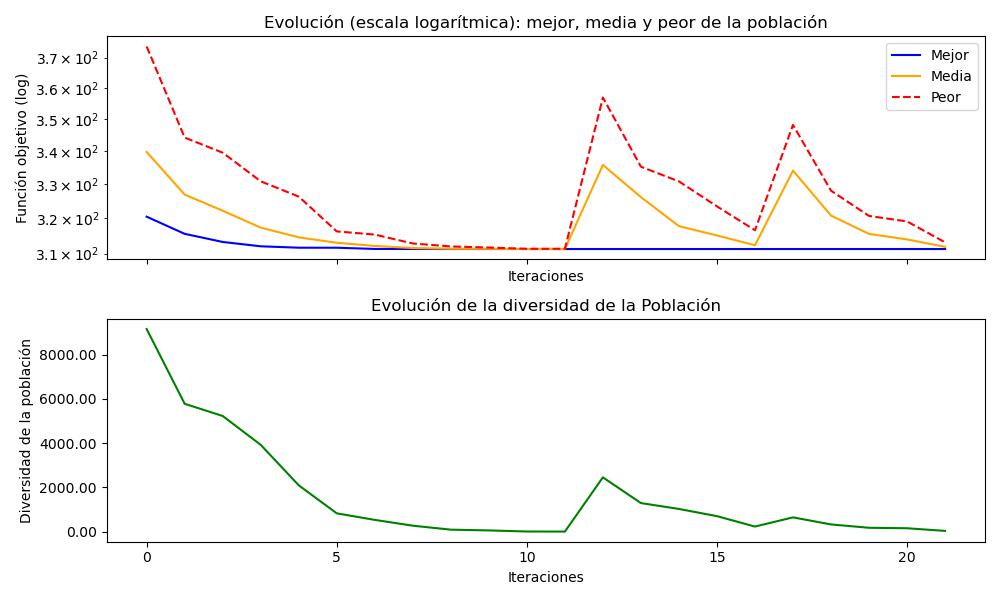 Evolución (escala logarítmica): mejor, media y peor de la población
Función objetivo (log)
3.7 × 10²
3.6 × 10²
3.5 × 10²
3.4 × 10²
3.3 × 10²
3.2 × 10²
3.1 × 10²
Mejor
Media
Peor
Iteraciones
Evolución de la diversidad de la Población
Diversidad de la población
8000.00
6000.00
4000.00
2000.00
0.00
0 5 10 15 20
Iteraciones